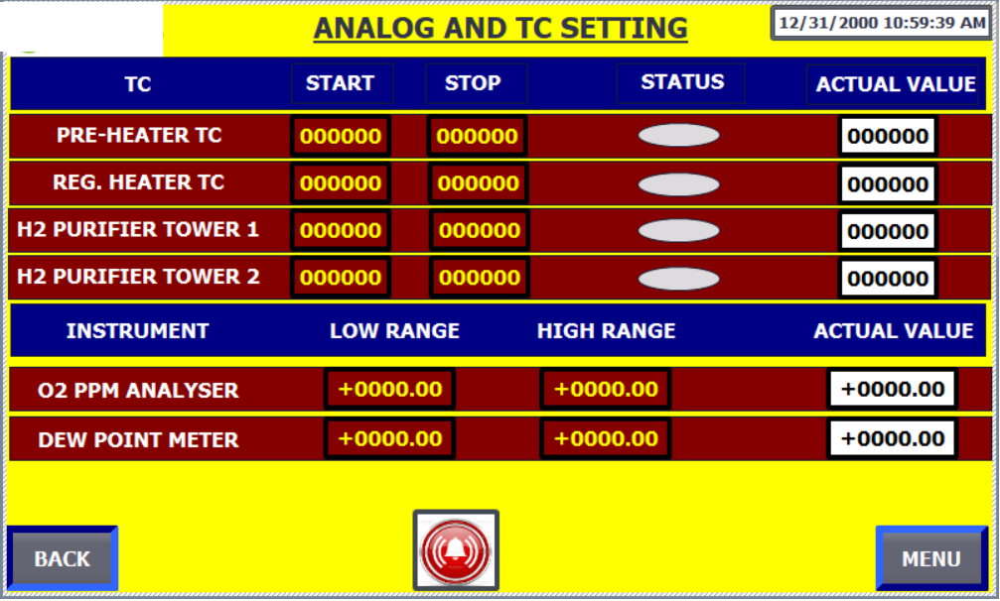 ANALOG AND TC SETTING 12/31/2000 10:59:39 AM
TC START STOP STATUS ACTUAL VALUE
PRE-HEATER TC 000000 000000 000000
REG. HEATER TC 000000 000000 000000
H2 PURIFIER TOWER 1 000000 000000 000000
H2 PURIFIER TOWER 2 000000 000000 000000
INSTRUMENT LOW RANGE HIGH RANGE ACTUAL VALUE
O2 PPM ANALYSER +0000.00 +0000.00 +0000.00
DEW POINT METER +0000.00 +0000.00 +0000.00
BACK MENU